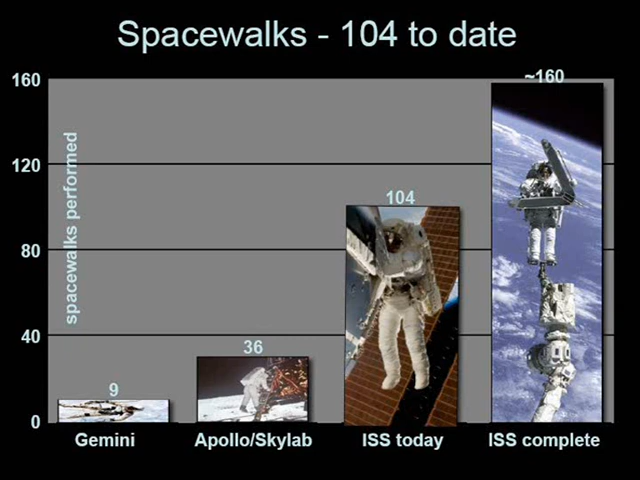 Spacewalks - 104 to date
160
120
80
40
0
spacewalks performed
9
36
104
~160
Gemini
Apollo/Skylab
ISS today
ISS complete